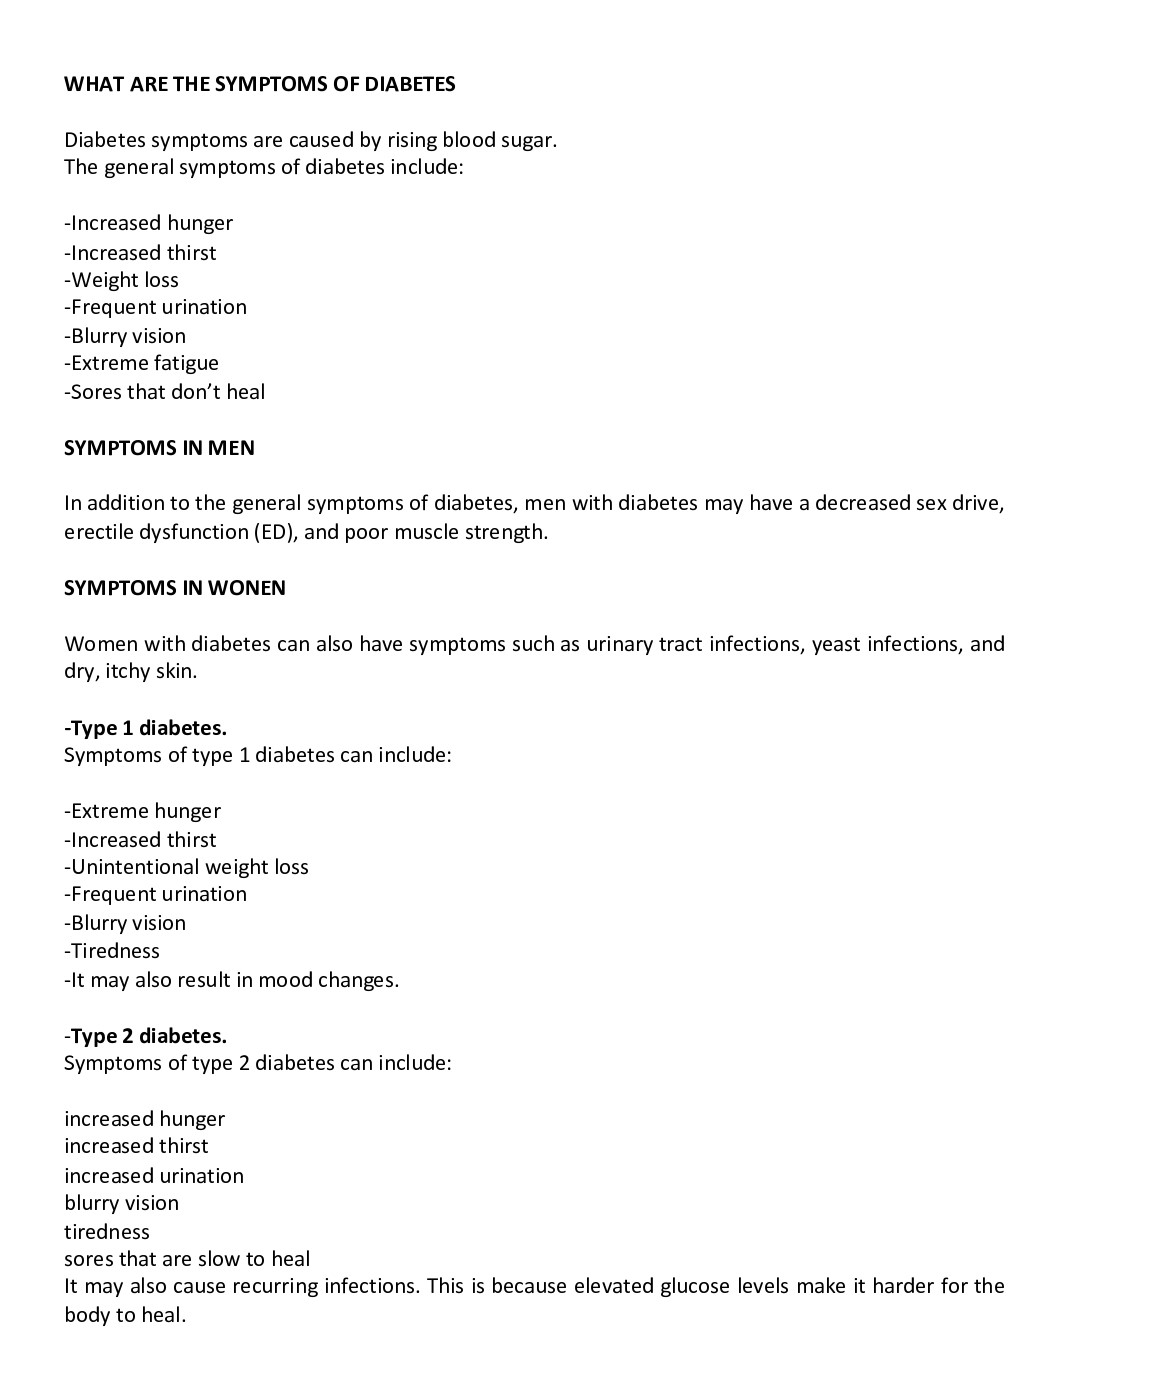 WHAT ARE THE SYMPTOMS OF DIABETES
Diabetes symptoms are caused by rising blood sugar.
The general symptoms of diabetes include:
-Increased hunger
-Increased thirst
-Weight loss
-Frequent urination
-Blurry vision
-Extreme fatigue
-Sores that don’t heal
SYMPTOMS IN MEN
In addition to the general symptoms of diabetes, men with diabetes may have a decreased sex drive,
erectile dysfunction (ED), and poor muscle strength.
SYMPTOMS IN WONEN
Women with diabetes can also have symptoms such as urinary tract infections, yeast infections, and
dry, itchy skin.
-Type 1 diabetes.
Symptoms of type 1 diabetes can include:
-Extreme hunger
-Increased thirst
-Unintentional weight loss
-Frequent urination
-Blurry vision
-Tiredness
-It may also result in mood changes.
-Type 2 diabetes.
Symptoms of type 2 diabetes can include:
increased hunger
increased thirst
increased urination
blurry vision
tiredness
sores that are slow to heal
It may also cause recurring infections. This is because elevated glucose levels make it harder for the
body to heal.